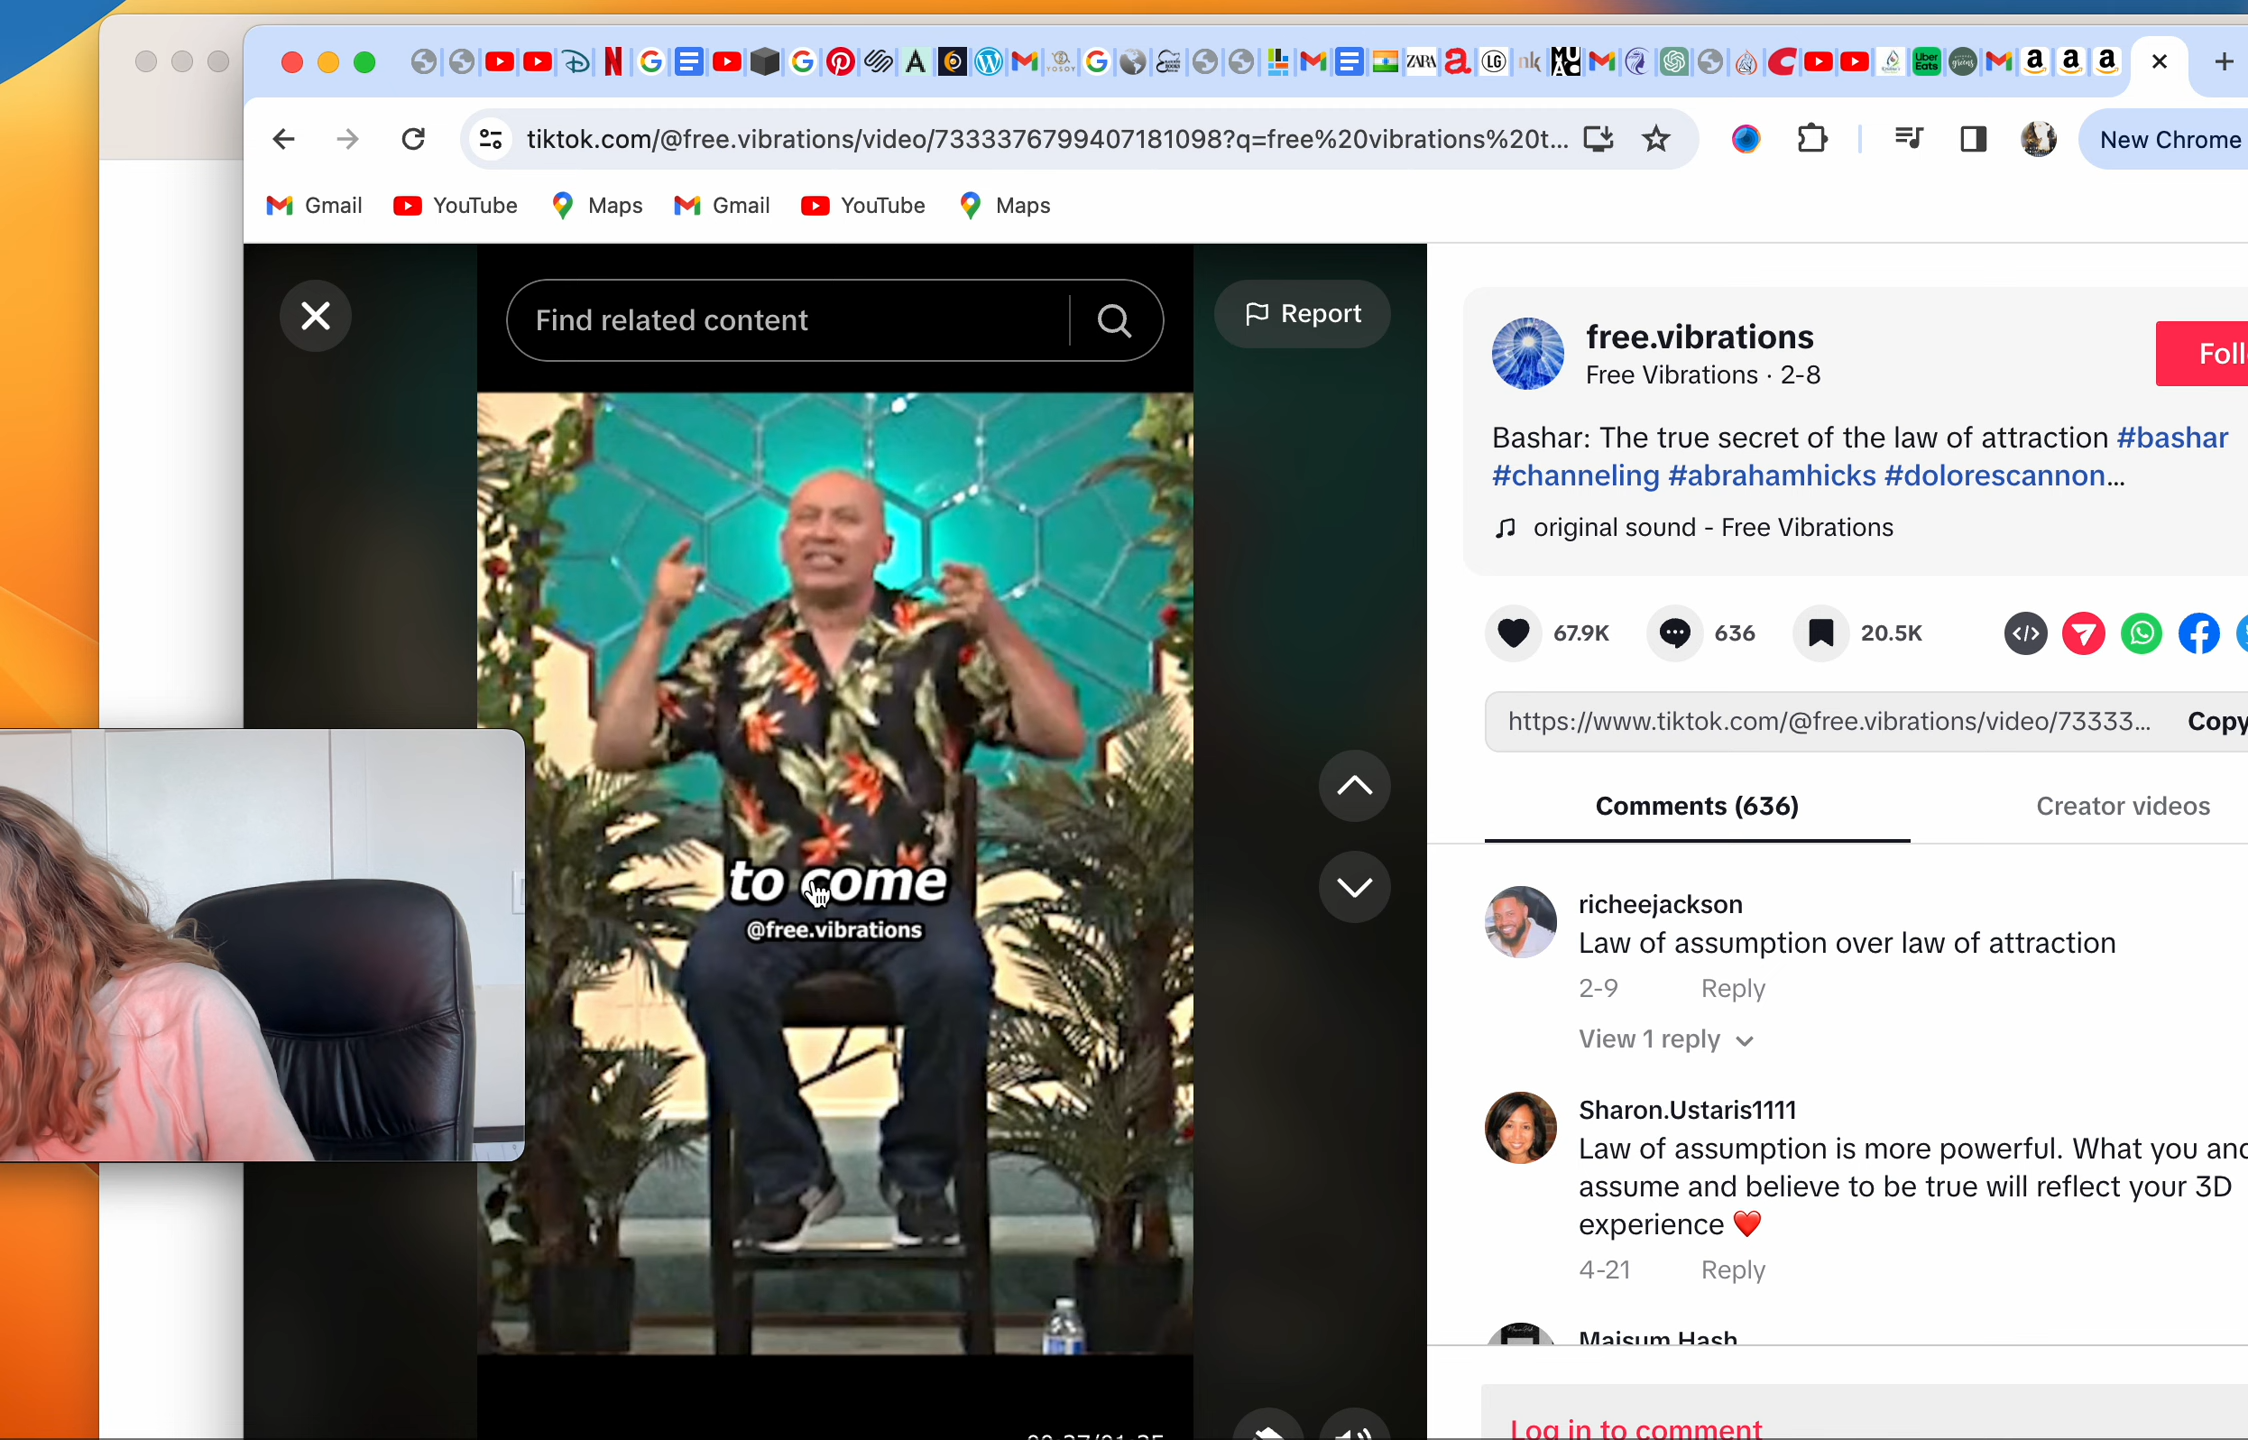 tiktok.com/@free.vibrations/video/7333376799407181098?q=free%20vibrations%20t...
New Chrome
Gmail
YouTube
Maps
Gmail
YouTube
Maps
Find related content
Report
to come
@free.vibrations
free.vibrations
Free Vibrations · 2-8
Foll
Bashar: The true secret of the law of attraction #bashar
#channeling #abrahamhicks #dolorescannon...
original sound - Free Vibrations
67.9K
636
20.5K
https://www.tiktok.com/@free.vibrations/video/73333...
Copy
Comments (636)
Creator videos
richeejackson
Law of assumption over law of attraction
2-9
Reply
View 1 reply
Sharon.Ustaris1111
Law of assumption is more powerful. What you and
assume and believe to be true will reflect your 3D
experience ❤️
4-21
Reply
Maisum Hash
Log in to comment